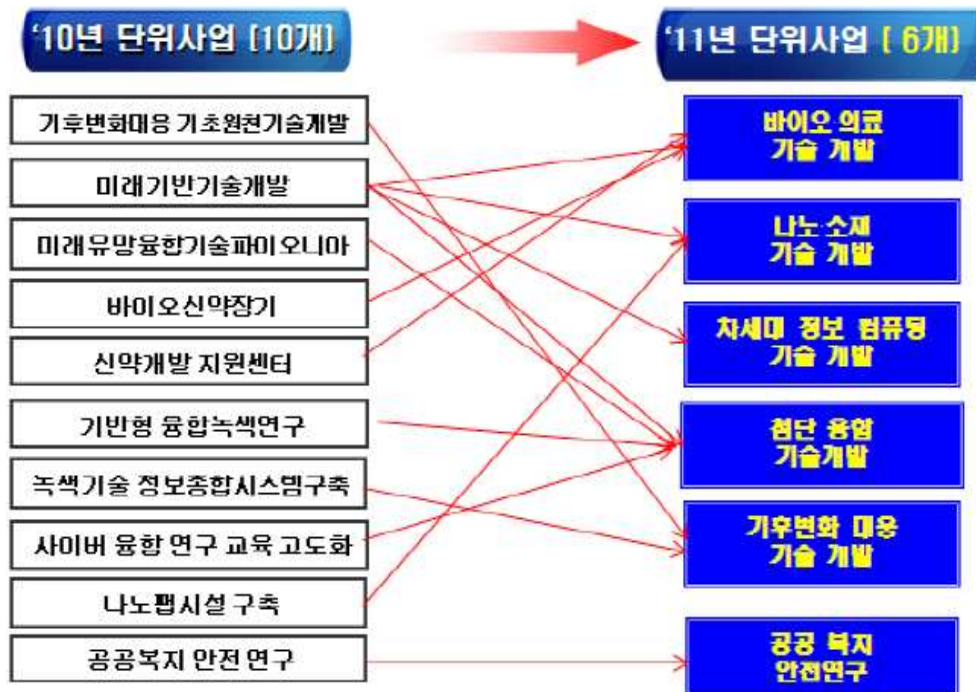 ‘10년 단위사업 [10개]
‘11년 단위사업 [ 6개]
기후변화대응 기초원천기술개발
미래기반기술개발
미래유망융합기술파이오니아
바이오신약장기
신약개발 지원센터
기반형 융합녹색연구
녹색기술 정보종합시스템구축
사이버 융합 연구 교육 고도화
나노팹시설 구축
공공복지 안전 연구
바이오·의료
기술 개발
나노·소재
기술 개발
차세대 정보 컴퓨팅
기술 개발
첨단 융합
기술개발
기후변화 대응
기술 개발
공공 복지
안전연구